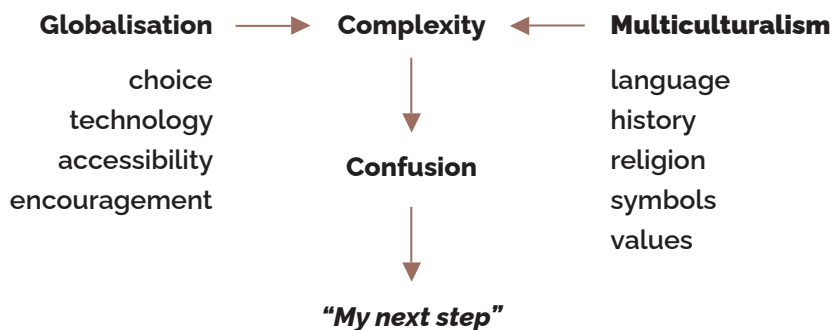 Globalisation
choice
technology
accessibility
encouragement
Complexity
Confusion
“My next step”
Multiculturalism
language
history
religion
symbols
values